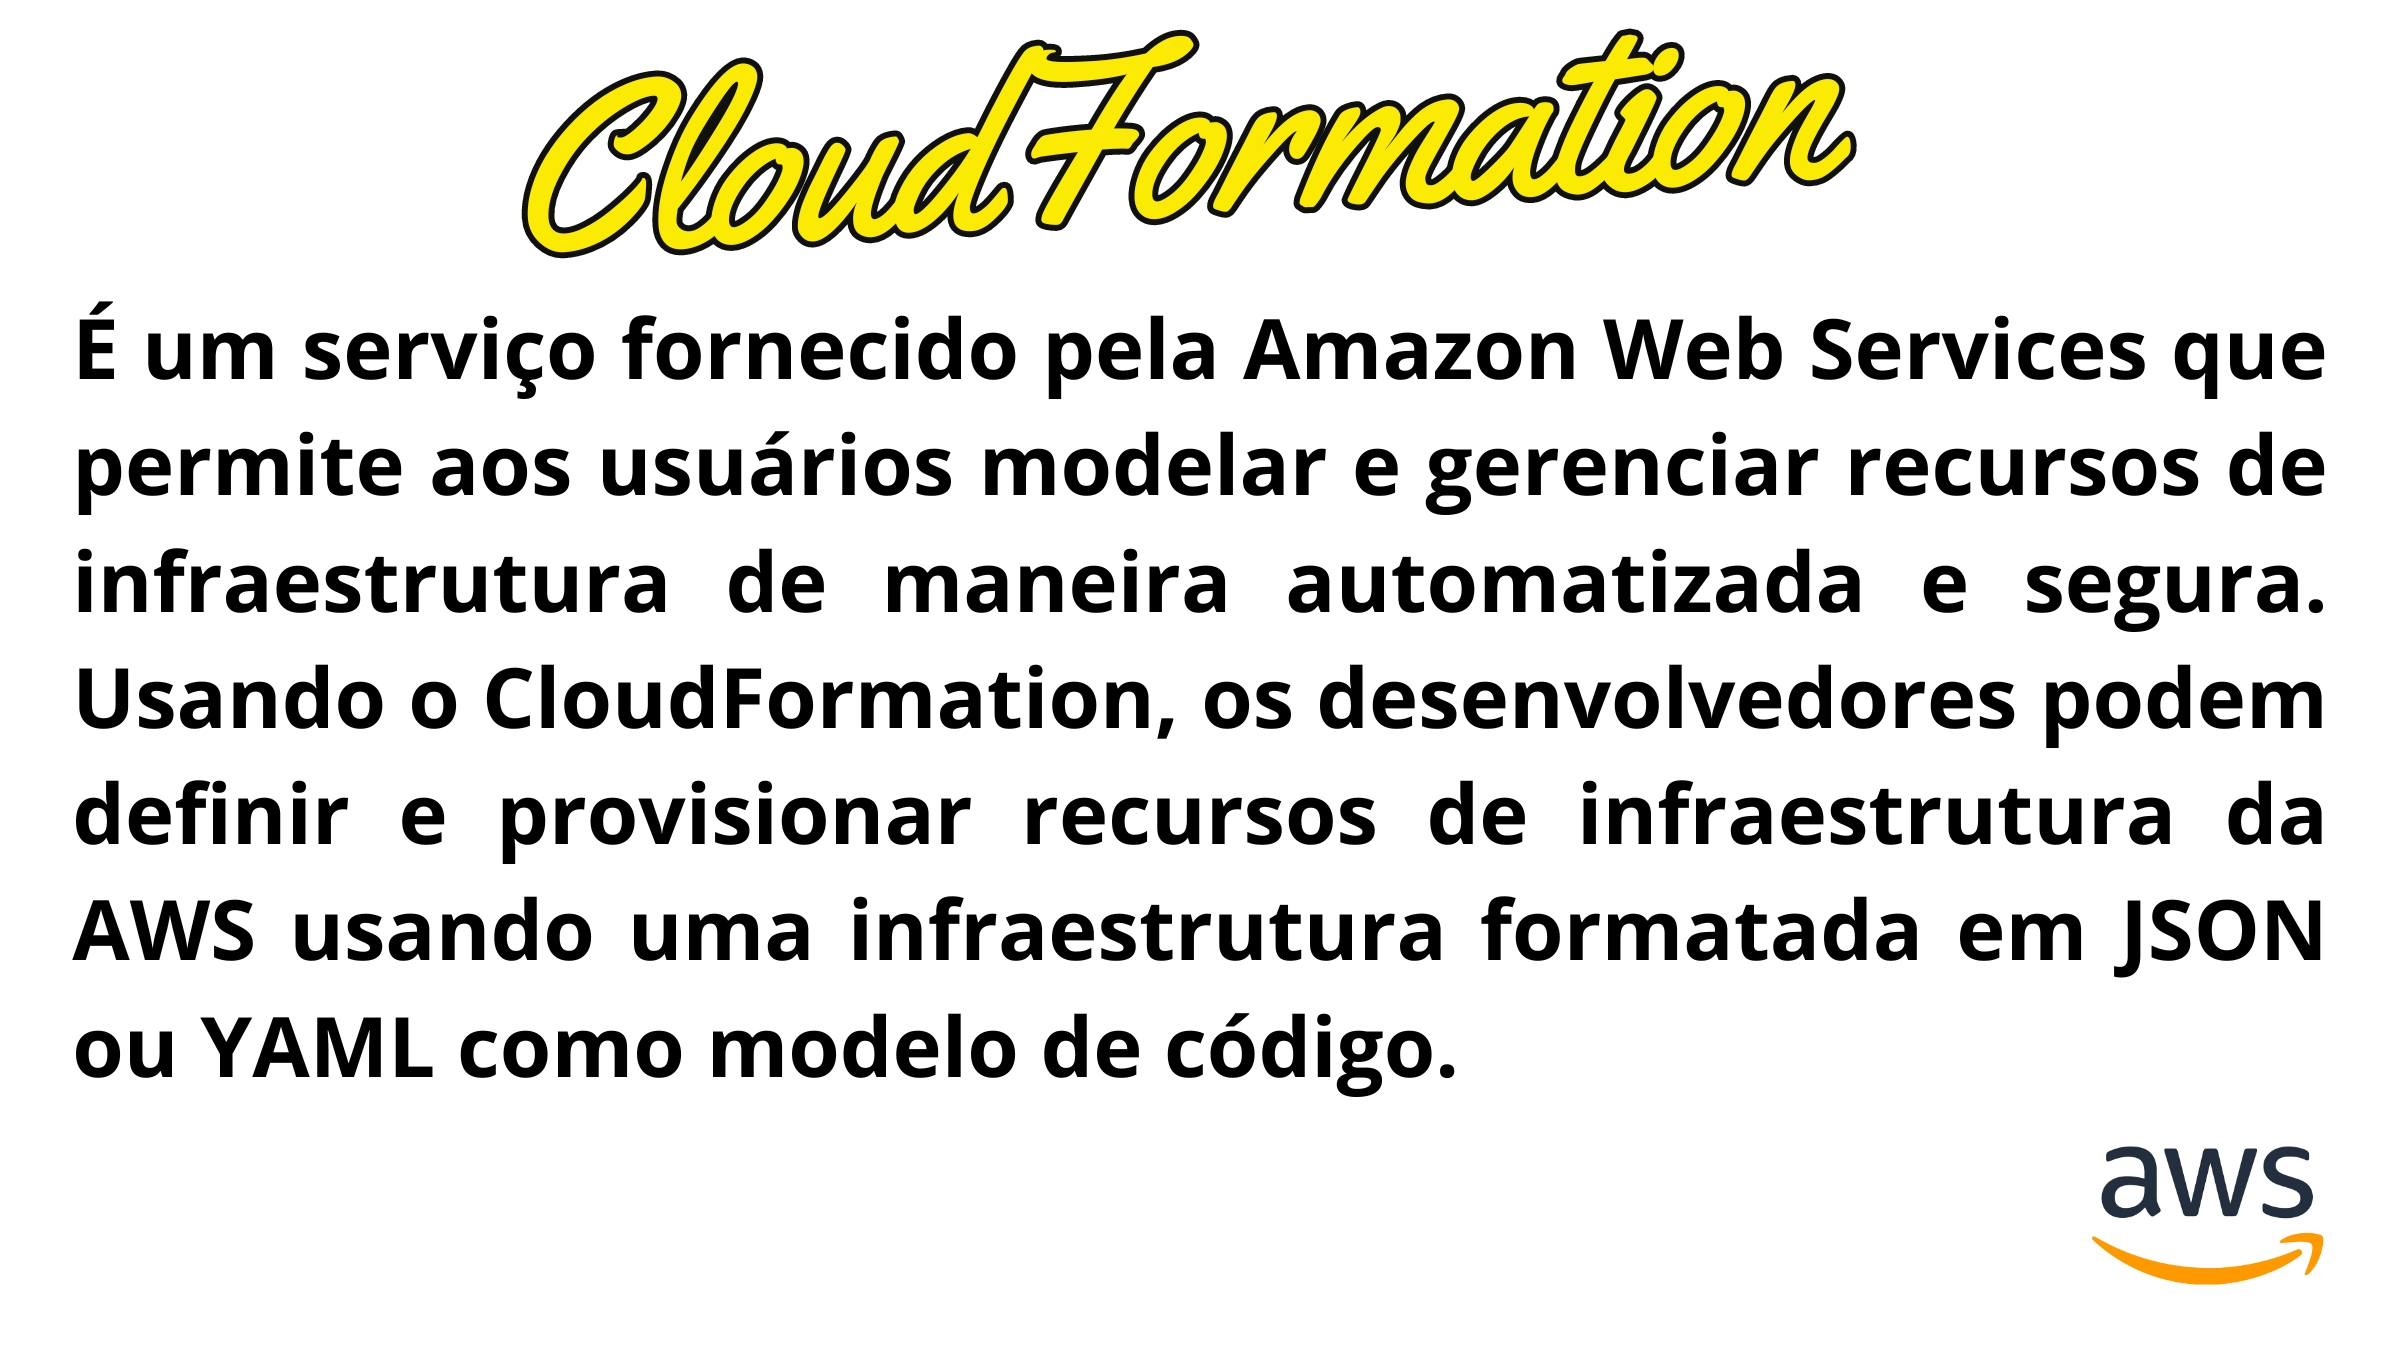 CloudFormation
É um serviço fornecido pela Amazon Web Services que
permite aos usuários modelar e gerenciar recursos de
infraestrutura de maneira automatizada e segura.
Usando o CloudFormation, os desenvolvedores podem
definir e provisionar recursos de infraestrutura da
AWS usando uma infraestrutura formatada em JSON
ou YAML como modelo de código.
aws